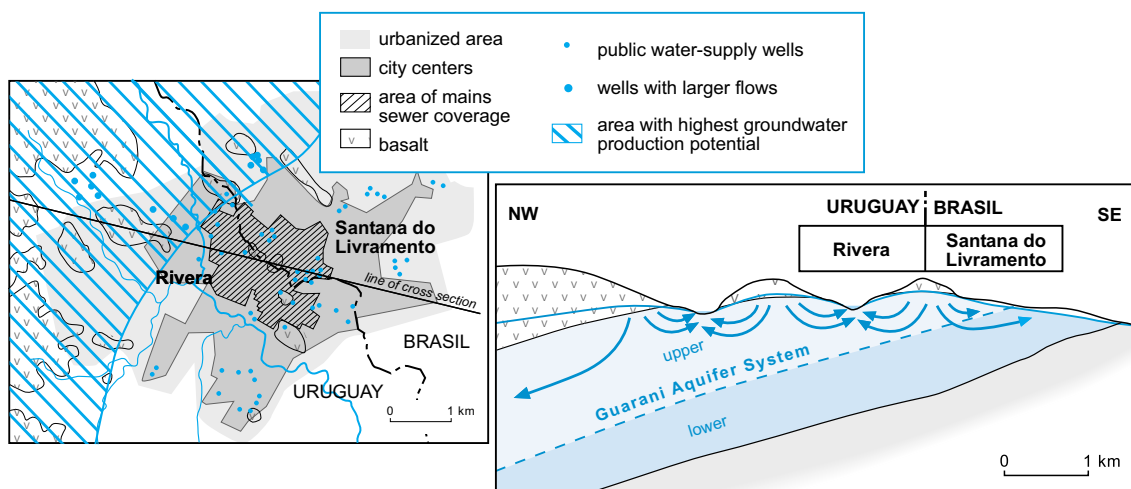 urbanized area
city centers
area of mains
sewer coverage
v basalt
public water-supply wells
wells with larger flows
area with highest groundwater
production potential
Santana do
Livramento
Rivera
line of cross section
BRASIL
URUGUAY
0 1 km
NW
URUGUAY BRASIL
SE
Rivera
Santana do
Livramento
upper
Guarani Aquifer System
lower
0 1 km